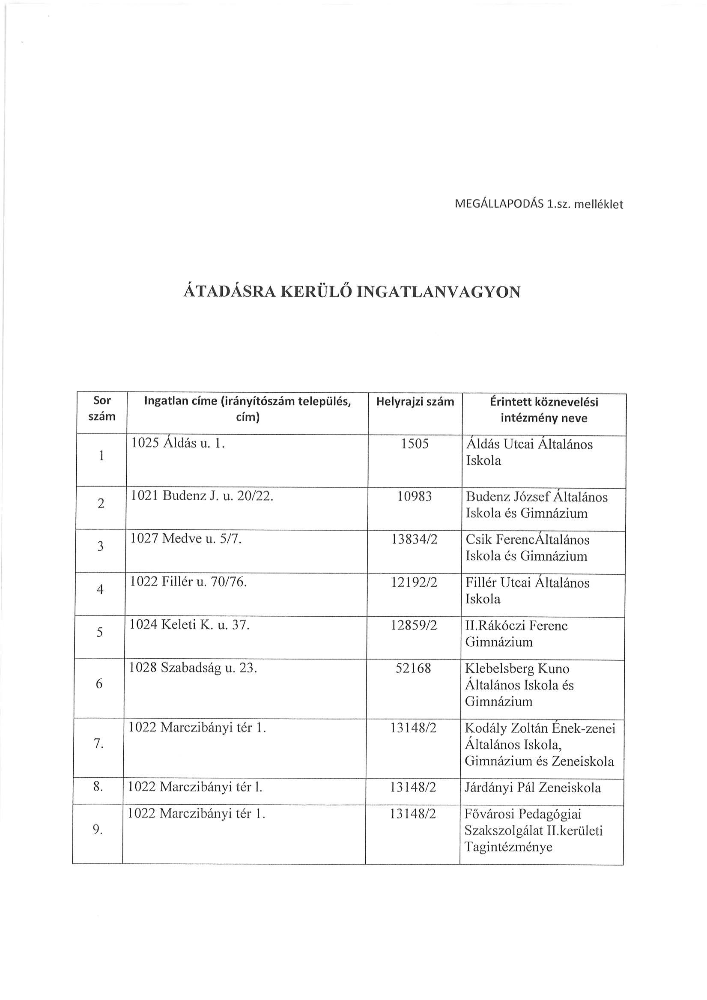 MEGÁLLAPODÁS 1.sz. melléklet
ÁTADÁSRA KERÜLŐ INGATLANVAGYON
Sor szám
Ingatlan címe (irányítószám település,
cím)
Helyrajzi szám
Érintett köznevelési
intézmény neve
1
1025 Áldás u. 1.
1505
Áldás Utcai Általános
Iskola
2
1021 Budenz J. u. 20/22.
10983
Budenz József Általános
Iskola és Gimnázium
3
1027 Medve u. 5/7.
13834/2
Csik FerencÁltalános
Iskola és Gimnázium
4
1022 Fillér u. 70/76.
12192/2
Fillér Utcai Általános
Iskola
5
1024 Keleti K. u. 37.
12859/2
II.Rákóczi Ferenc
Gimnázium
6
1028 Szabadság u. 23.
52168
Klebelsberg Kuno
Általános Iskola és
Gimnázium
7.
1022 Marczibányi tér 1.
13148/2
Kodály Zoltán Ének-zenei
Általános Iskola,
Gimnázium és Zeneiskola
8.
1022 Marczibányi tér l.
13148/2
Járdányi Pál Zeneiskola
9.
1022 Marczibányi tér 1.
13148/2
Fővárosi Pedagógiai
Szakszolgálat II.kerületi
Tagintézménye